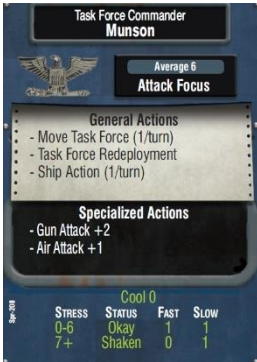 Task Force Commander
Munson
Average 6
Attack Focus
General Actions
- Move Task Force (1/turn)
- Task Force Redeployment
- Ship Action (1/turn)
Specialized Actions
- Gun Attack +2
- Air Attack +1
Cool 0
STRESS STATUS FAST SLOW
0-6 Okay 1 1
7+ Shaken 0 1